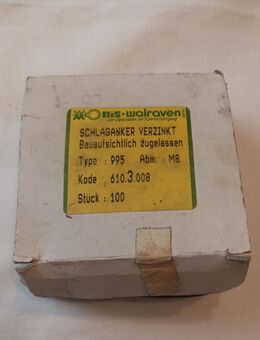 BIS-walraven
SCHLAGANKER VERZINKT
Bauaufsichtlich zugelassen
Type : 995 Abm. : M8
Kode : 610.3.008
Stück : 100